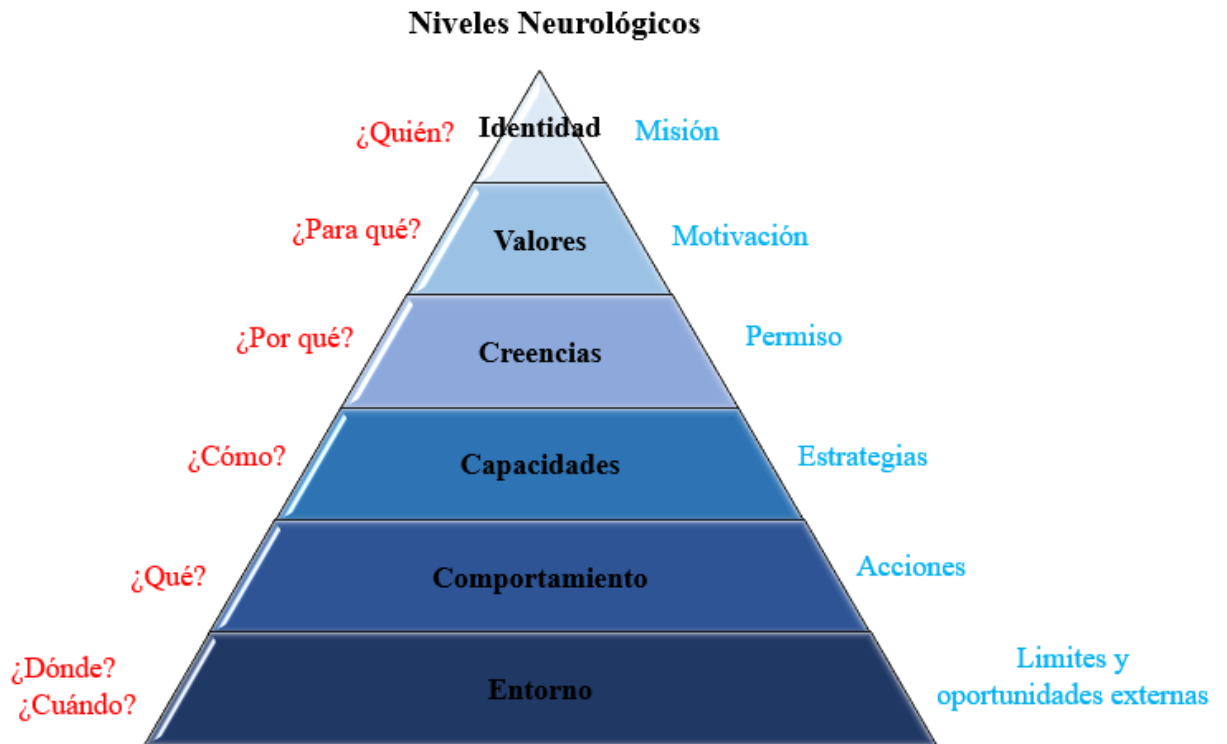 Niveles Neurológicos
¿Quién? Identidad Misión
¿Para qué? Valores Motivación
¿Por qué? Creencias Permiso
¿Cómo? Capacidades Estrategias
¿Qué? Comportamiento Acciones
¿Dónde?
¿Cuándo?
Entorno
Limites y
oportunidades externas